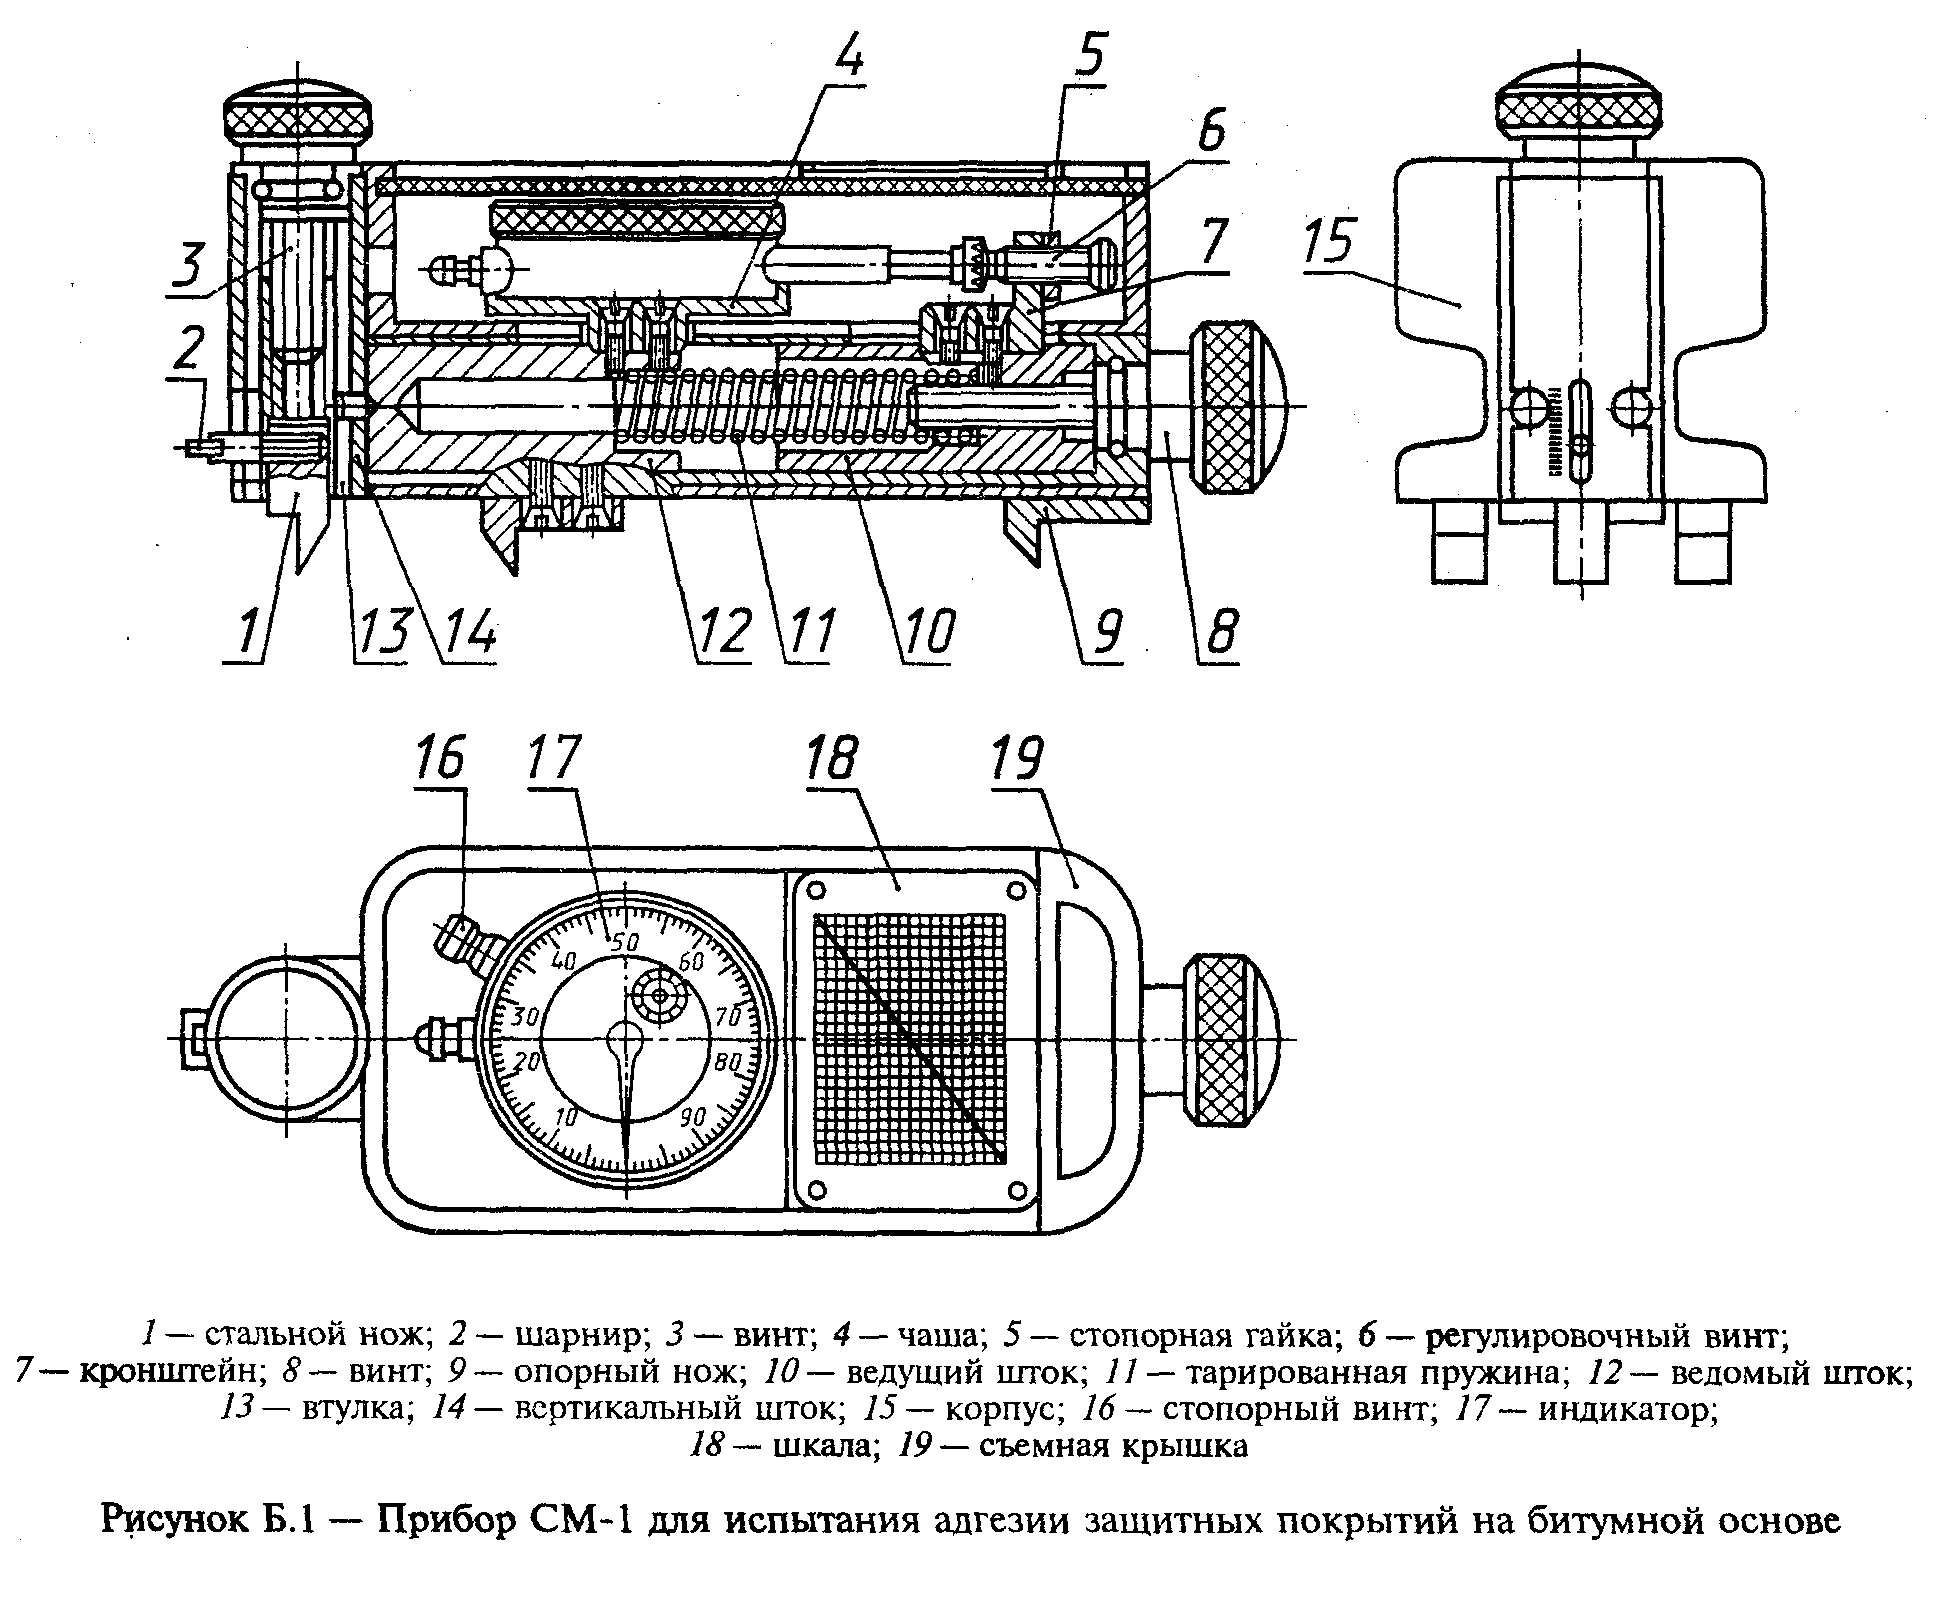 4 5
6
3 7 15
2
1 13 14 12 11 10 9 8
16 17 18 19
50
40 60
30 70
20 80
10 90
1 — стальной нож; 2 — шарнир; 3 — винт; 4 — чаша; 5 — стопорная гайка; 6 — регулировочный винт;
7 — кронштейн; 8 — винт; 9 — опорный нож; 10 — ведущий шток; 11 — тарированная пружина; 12 — ведомый шток;
13 — втулка; 14 — вертикальный шток; 15 — корпус; 16 — стопорный винт; 17 — индикатор;
18 — шкала; 19 — съемная крышка
Рисунок Б.1 — Прибор СМ-1 для испытания адгезии защитных покрытий на битумной основе